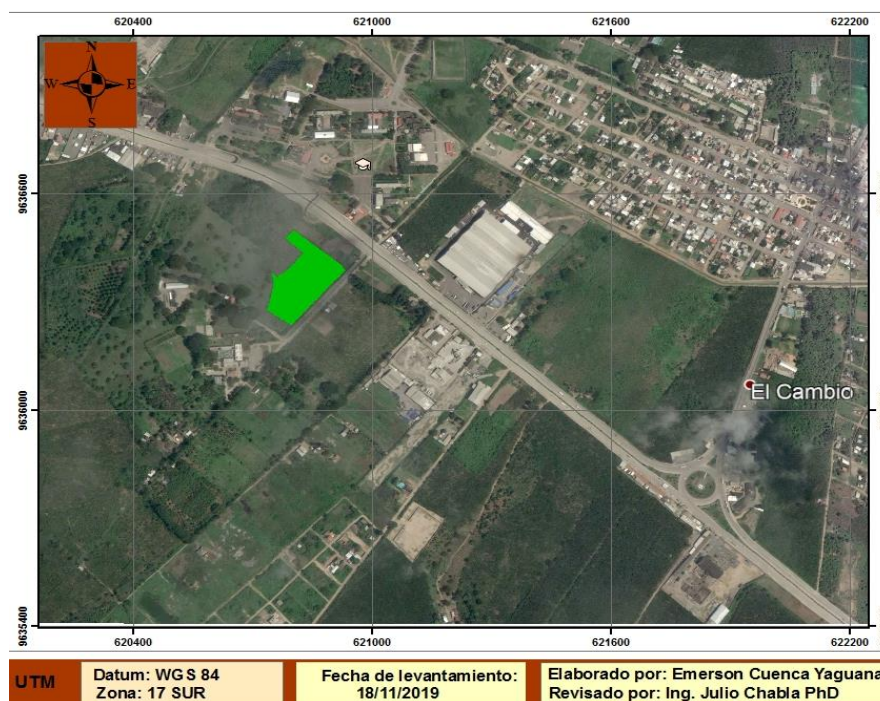 620400 621000 621600 622200
N
W E
S
9636600
9636000
El Cambio
9635400
620400 621000 621600 622200
UTM
Datum: WGS 84
Zona: 17 SUR
Fecha de levantamiento:
18/11/2019
Elaborado por: Emerson Cuenca Yaguana
Revisado por: Ing. Julio Chabla PhD